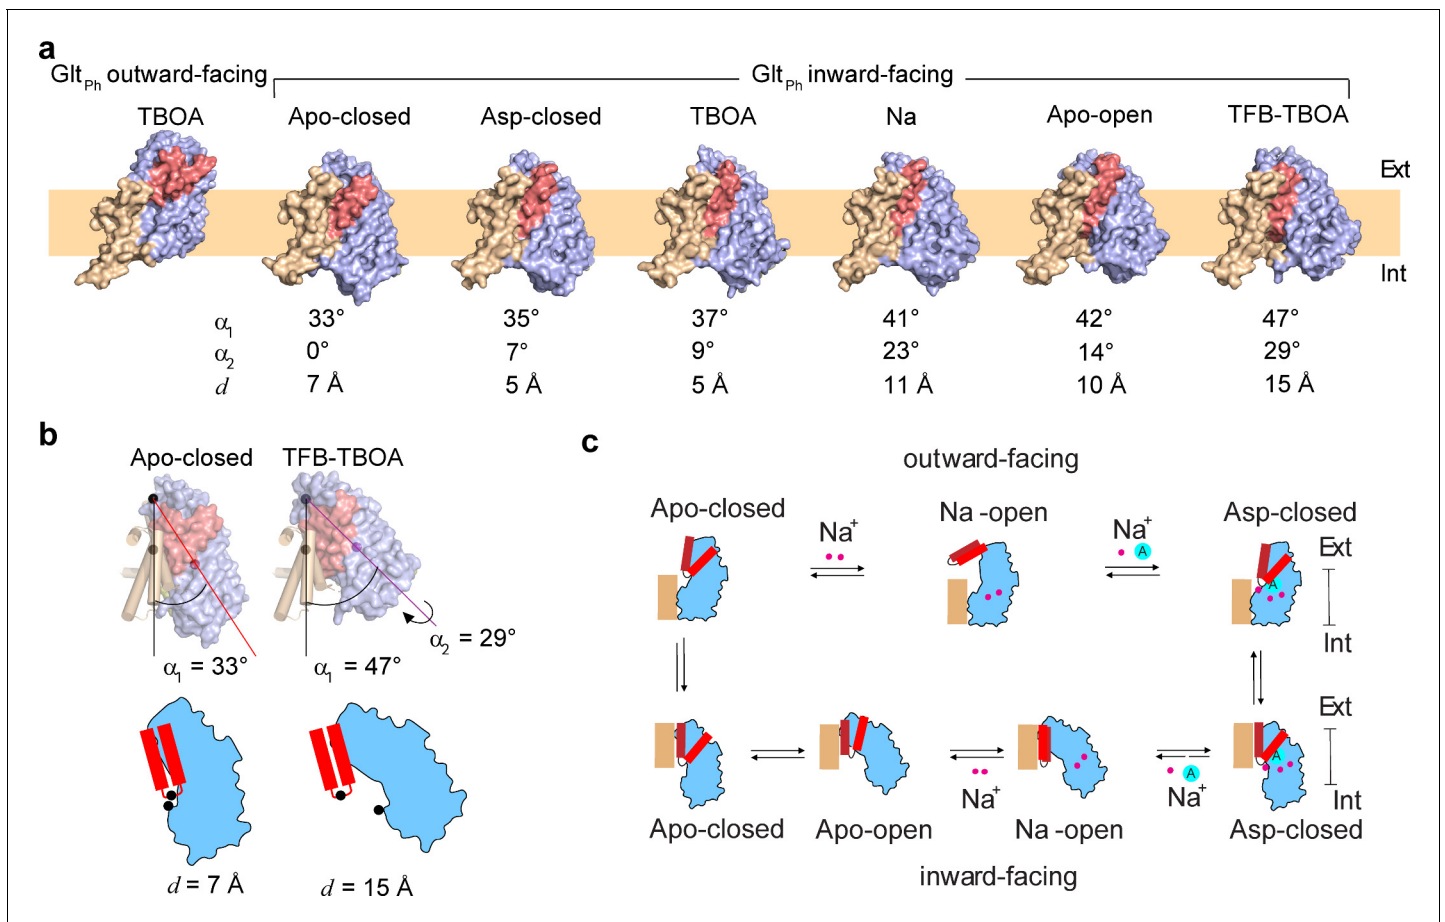 a
Glt_Ph outward-facing
Glt_Ph inward-facing
TBOA
Apo-closed
Asp-closed
TBOA
Na
Apo-open
TFB-TBOA
Ext
Int
α1 33° 35° 37° 41° 42° 47°
α2 0° 7° 9° 23° 14° 29°
d 7 Å 5 Å 5 Å 11 Å 10 Å 15 Å
b
Apo-closed
TFB-TBOA
α2 = 29°
α1 = 33°
α1 = 47°
d = 7 Å
d = 15 Å
c
outward-facing
Apo-closed
Na+
Na-open
Na+ A
Asp-closed
A
Ext
Int
A
Ext
Int
Na+
Na+ A
Apo-closed
Apo-open
Na-open
Asp-closed
inward-facing